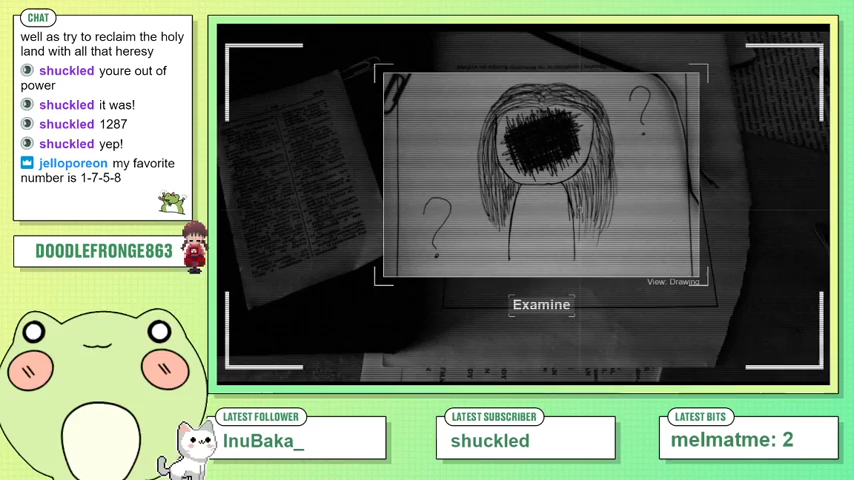 CHAT
well as try to reclaim the holy
land with all that heresy
shuckled youre out of
power
shuckled it was!
shuckled 1287
shuckled yep!
jelloporeon my favorite
number is 1-7-5-8
DOODLEFRONGE863
?
?
View: Drawing
Examine
LATEST FOLLOWER
InuBaka_
LATEST SUBSCRIBER
shuckled
LATEST BITS
melmatme: 2